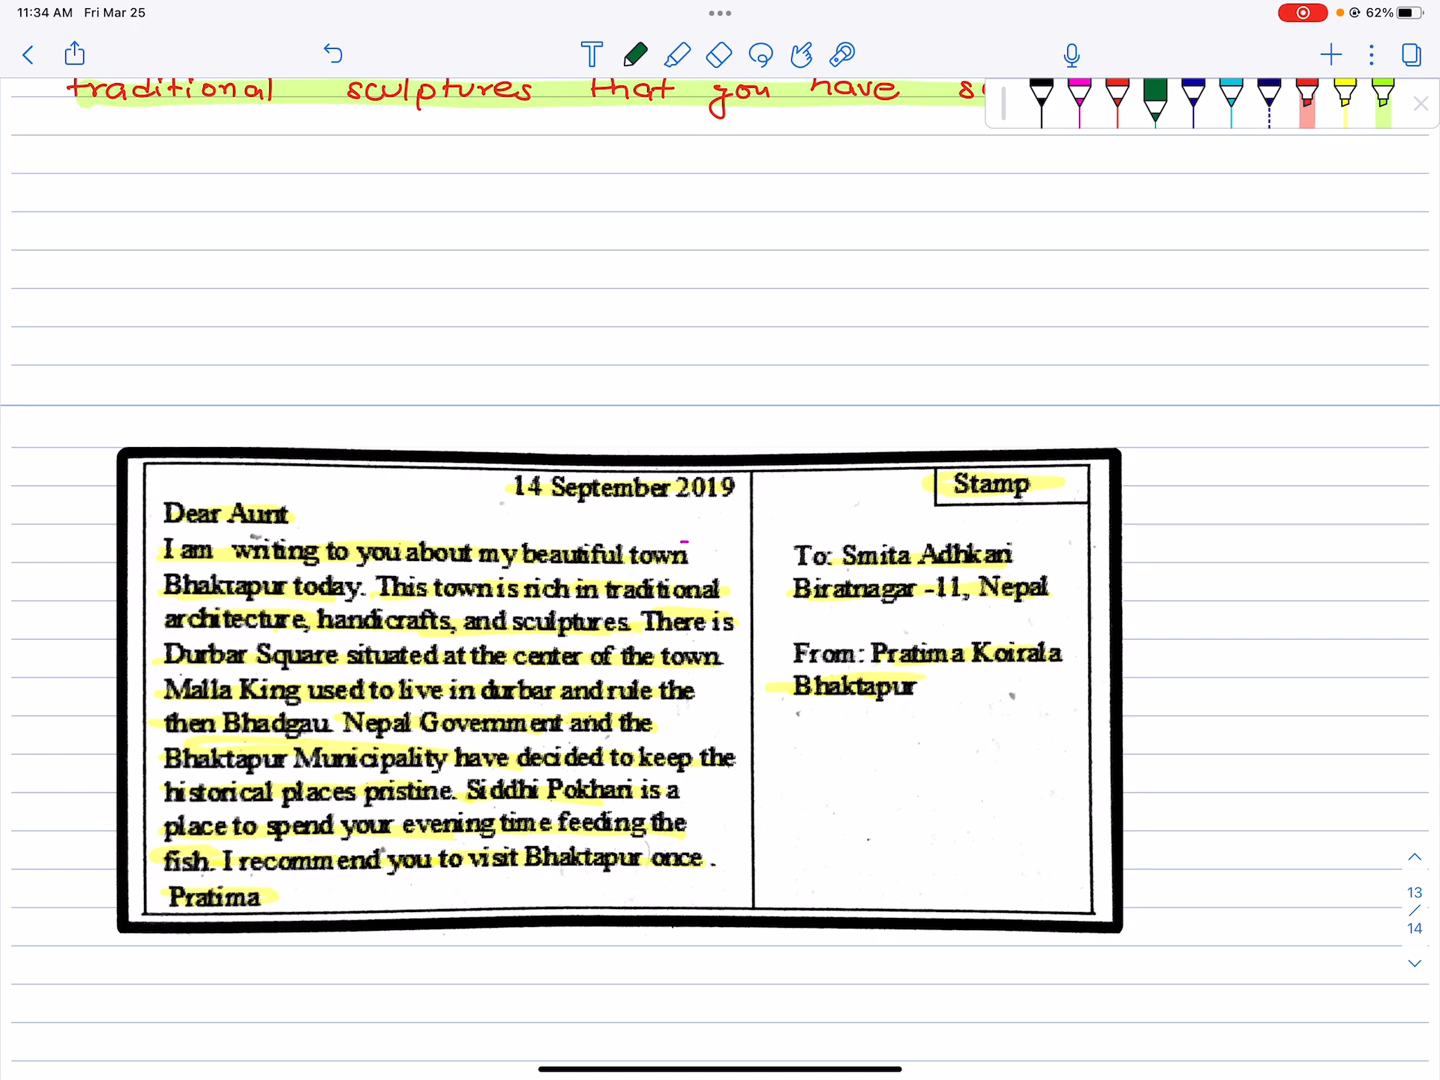 11:34 AM Fri Mar 25
62%
traditional sculptures that you have
14 September 2019
Dear Aunt
I am writing to you about my beautiful town
Bhaktapur today. This town is rich in traditional
architecture, handicrafts, and sculptures. There is
Durbar Square situated at the center of the town.
Malla King used to live in durbar and rule the
then Bhadgau. Nepal Government and the
Bhaktapur Municipality have decided to keep the
historical places pristine. Siddhi Pokhari is a
place to spend your evening time feeding the
fish. I recommend you to visit Bhaktapur once.
Pratima
Stamp
To: Smita Adhkari
Biratnagar -11, Nepal
From: Pratima Koirala
Bhaktapur
13
14